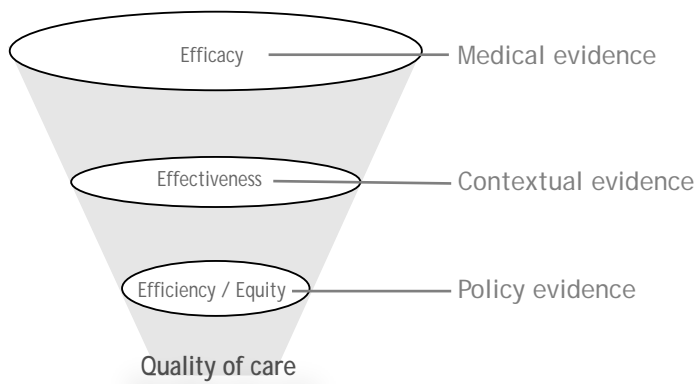 Efficacy
Medical evidence
Effectiveness
Contextual evidence
Efficiency / Equity
Policy evidence
Quality of care